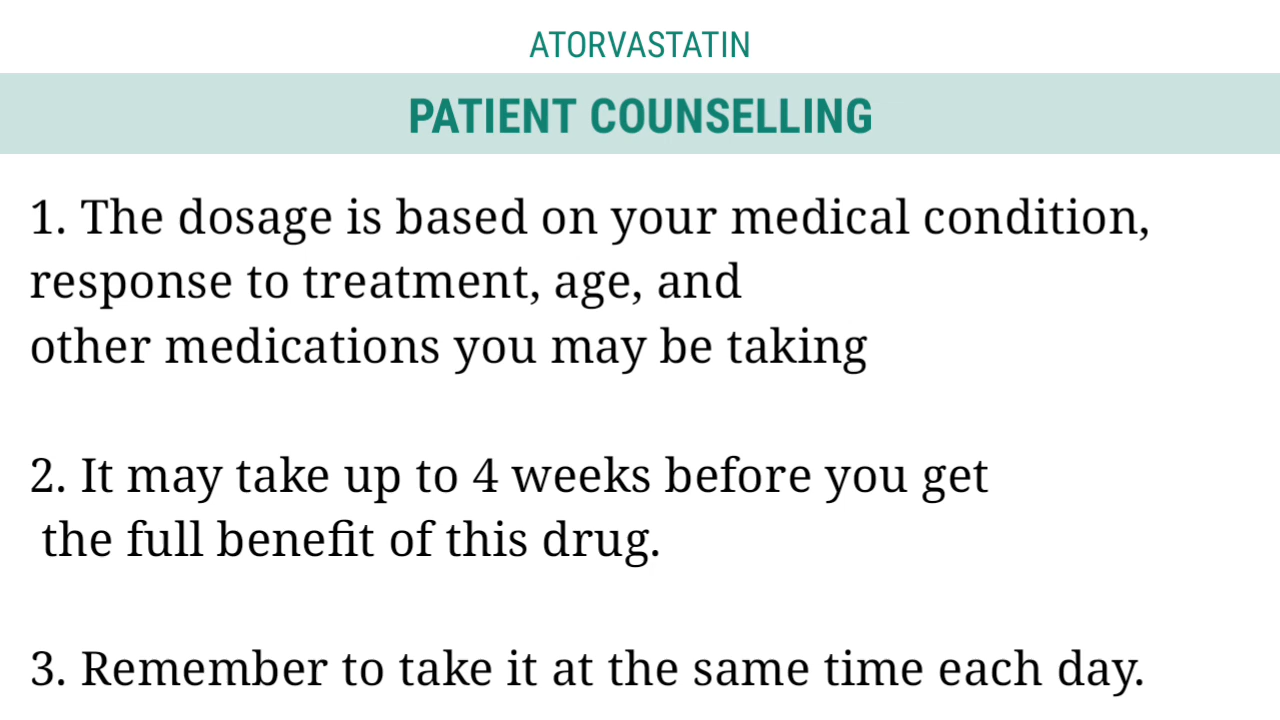 ATORVASTATIN
PATIENT COUNSELLING
1. The dosage is based on your medical condition,
response to treatment, age, and
other medications you may be taking
2. It may take up to 4 weeks before you get
the full benefit of this drug.
3. Remember to take it at the same time each day.